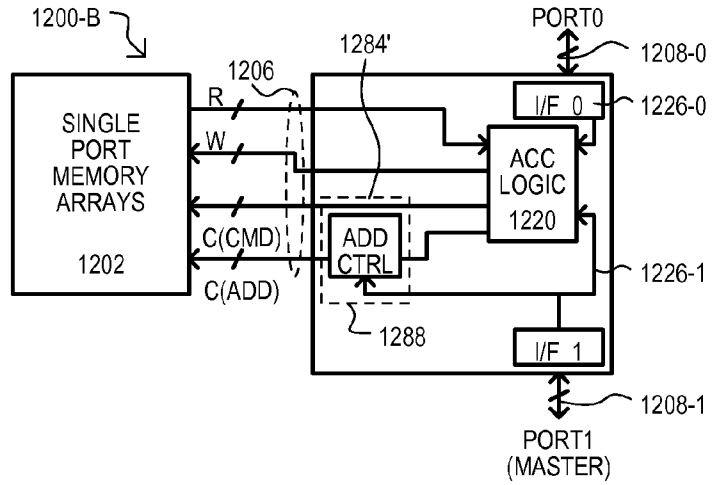 1200-B
PORT0
1208-0
1284'
1206
I/F 0
1226-0
R
W
SINGLE
PORT
MEMORY
ARRAYS
1202
ACC
LOGIC
1220
C(CMD)
ADD
CTRL
C(ADD)
1226-1
1288
I/F 1
1208-1
PORT1
(MASTER)